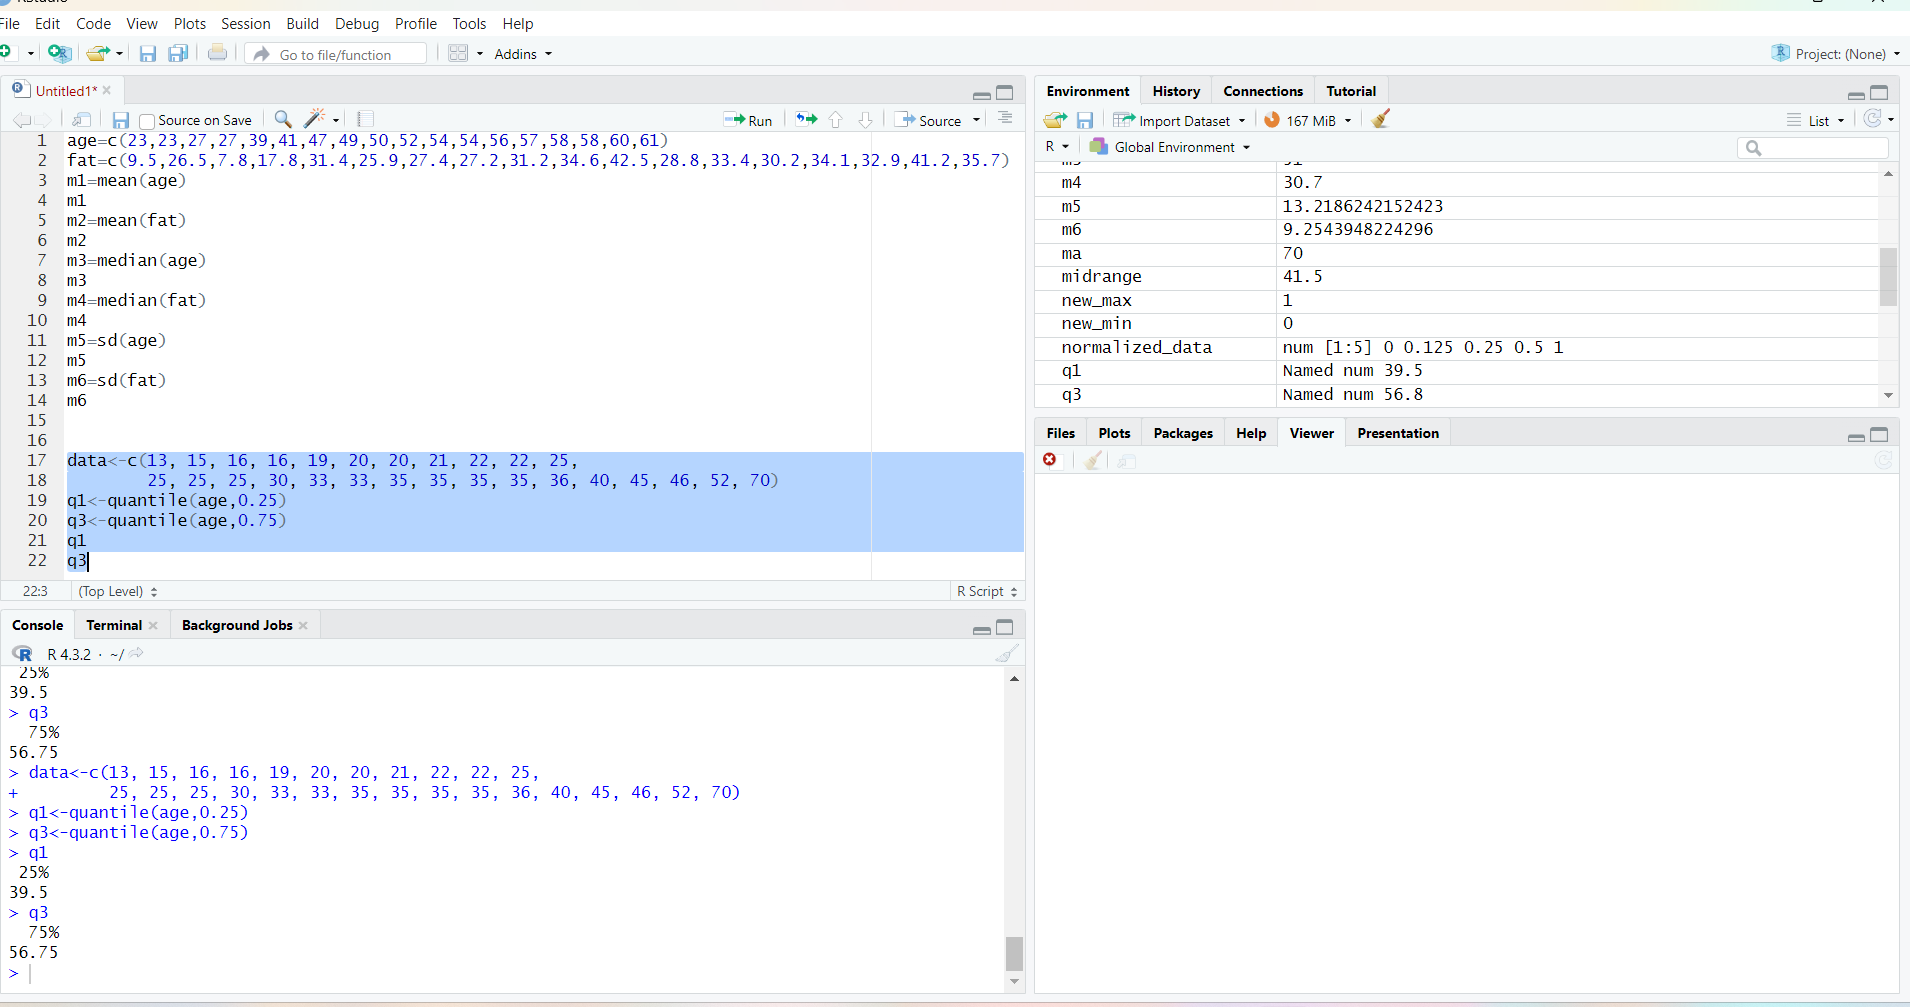 File Edit Code View Plots Session Build Debug Profile Tools Help
Go to file/function Addins Project: (None)
Untitled1*
Source on Save Run Source
1 age=c(23,23,27,27,39,41,47,49,50,52,54,54,56,57,58,58,60,61)
2 fat=c(9.5,26.5,7.8,17.8,31.4,25.9,27.4,27.2,31.2,34.6,42.5,28.8,33.4,30.2,34.1,32.9,41.2,35.7)
3 m1=mean(age)
4 m1
5 m2=mean(fat)
6 m2
7 m3=median(age)
8 m3
9 m4=median(fat)
10 m4
11 m5=sd(age)
12 m5
13 m6=sd(fat)
14 m6
15
16
17 data<-c(13, 15, 16, 16, 19, 20, 20, 21, 22, 22, 25,
18 25, 25, 25, 30, 33, 33, 35, 35, 35, 35, 36, 40, 45, 46, 52, 70)
19 q1<-quantile(age,0.25)
20 q3<-quantile(age,0.75)
21 q1
22 q3
22:3 (Top Level) R Script
Console Terminal Background Jobs
R 4.3.2 · ~/
25%
39.5
> q3
75%
56.75
> data<-c(13, 15, 16, 16, 19, 20, 20, 21, 22, 22, 25,
+ 25, 25, 25, 30, 33, 33, 35, 35, 35, 35, 36, 40, 45, 46, 52, 70)
> q1<-quantile(age,0.25)
> q3<-quantile(age,0.75)
> q1
25%
39.5
> q3
75%
56.75
>
Environment History Connections Tutorial
Import Dataset 167 MiB List
R Global Environment
m4 30.7
m5 13.2186242152423
m6 9.2543948224296
ma 70
midrange 41.5
new_max 1
new_min 0
normalized_data num [1:5] 0 0.125 0.25 0.5 1
q1 Named num 39.5
q3 Named num 56.8
Files Plots Packages Help Viewer Presentation